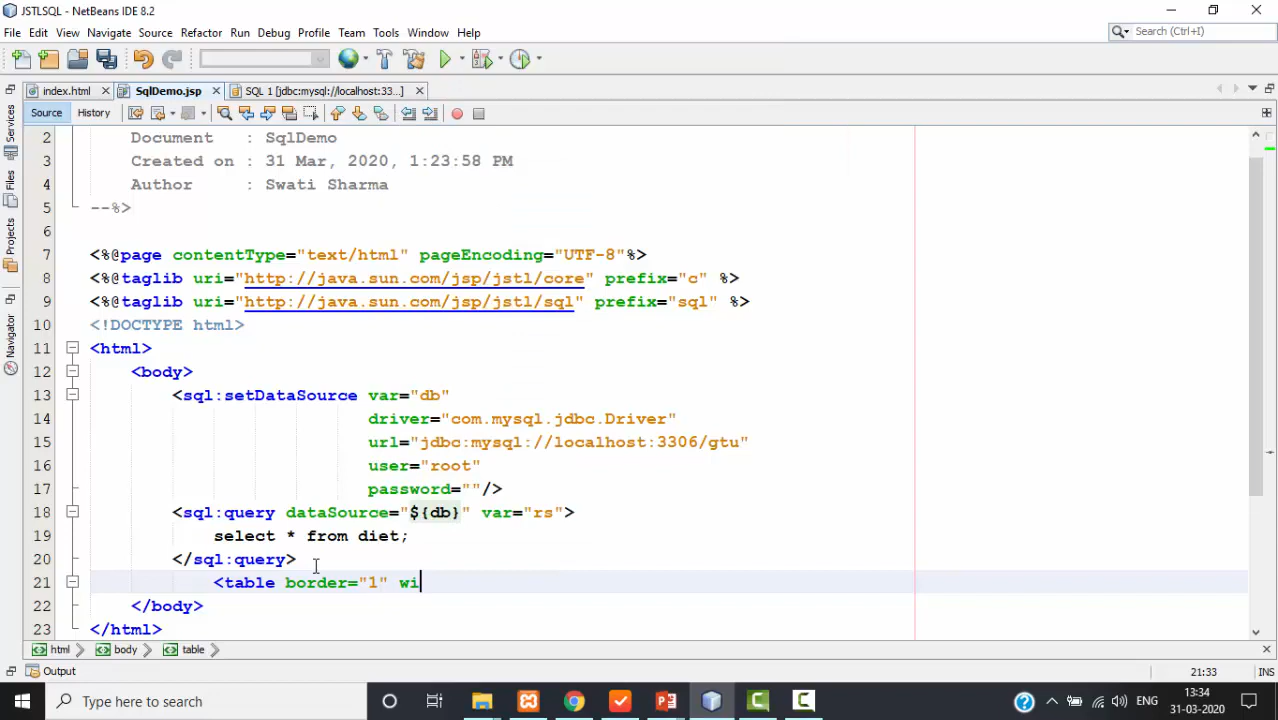 JSTLSQL - NetBeans IDE 8.2
File Edit View Navigate Source Refactor Run Debug Profile Team Tools Window Help
Search (Ctrl+I)
index.html SqlDemo.jsp SQL 1 [jdbc:mysql://localhost:33...]
Source History
Services
Files
Projects
Navigator
2 Document : SqlDemo
3 Created on : 31 Mar, 2020, 1:23:58 PM
4 Author : Swati Sharma
5 --%>
6
7 <%@page contentType="text/html" pageEncoding="UTF-8"%>
8 <%@taglib uri="http://java.sun.com/jsp/jstl/core" prefix="c" %>
9 <%@taglib uri="http://java.sun.com/jsp/jstl/sql" prefix="sql" %>
10 <!DOCTYPE html>
11 <html>
12 <body>
13 <sql:setDataSource var="db"
14 driver="com.mysql.jdbc.Driver"
15 url="jdbc:mysql://localhost:3306/gtu"
16 user="root"
17 password=""/>
18 <sql:query dataSource="${db}" var="rs">
19 select * from diet;
20 </sql:query>
21 <table border="1" wi
22 </body>
23 </html>
html body table
Output
21:33 INS
Type here to search
ENG
13:34
31-03-2020